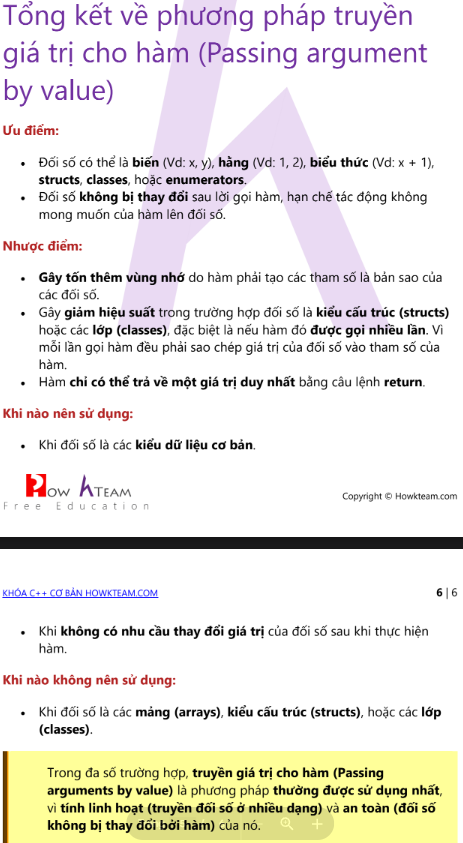 Tổng kết về phương pháp truyền
giá trị cho hàm (Passing argument
by value)
Ưu điểm:
• Đối số có thể là biến (Vd: x, y), hằng (Vd: 1, 2), biểu thức (Vd: x + 1),
structs, classes, hoặc enumerators.
• Đối số không bị thay đổi sau lời gọi hàm, hạn chế tác động không
mong muốn của hàm lên đối số.
Nhược điểm:
• Gây tốn thêm vùng nhớ do hàm phải tạo các tham số là bản sao của
các đối số.
• Gây giảm hiệu suất trong trường hợp đối số là kiểu cấu trúc (structs)
hoặc các lớp (classes), đặc biệt là nếu hàm đó được gọi nhiều lần. Vì
mỗi lần gọi hàm đều phải sao chép giá trị của đối số vào tham số của
hàm.
• Hàm chỉ có thể trả về một giá trị duy nhất bằng câu lệnh return.
Khi nào nên sử dụng:
• Khi đối số là các kiểu dữ liệu cơ bản.
HOW KTEAM
Free Education
Copyright © Howkteam.com
KHÓA C++ CƠ BẢN HOWKTEAM.COM
6 | 6
• Khi không có nhu cầu thay đổi giá trị của đối số sau khi thực hiện
hàm.
Khi nào không nên sử dụng:
• Khi đối số là các mảng (arrays), kiểu cấu trúc (structs), hoặc các lớp
(classes).
Trong đa số trường hợp, truyền giá trị cho hàm (Passing
arguments by value) là phương pháp thường được sử dụng nhất,
vì tính linh hoạt (truyền đối số ở nhiều dạng) và an toàn (đối số
không bị thay đổi bởi hàm) của nó.